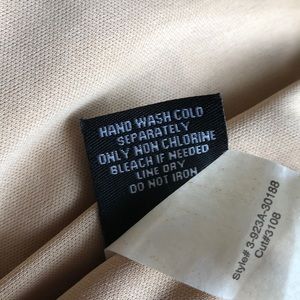 HAND WASH COLD
SEPARATELY
ONLY NON CHLORINE
BLEACH IF NEEDED
LINE DRY
DO NOT IRON
Style# 3-923A-30188
Cut#3108